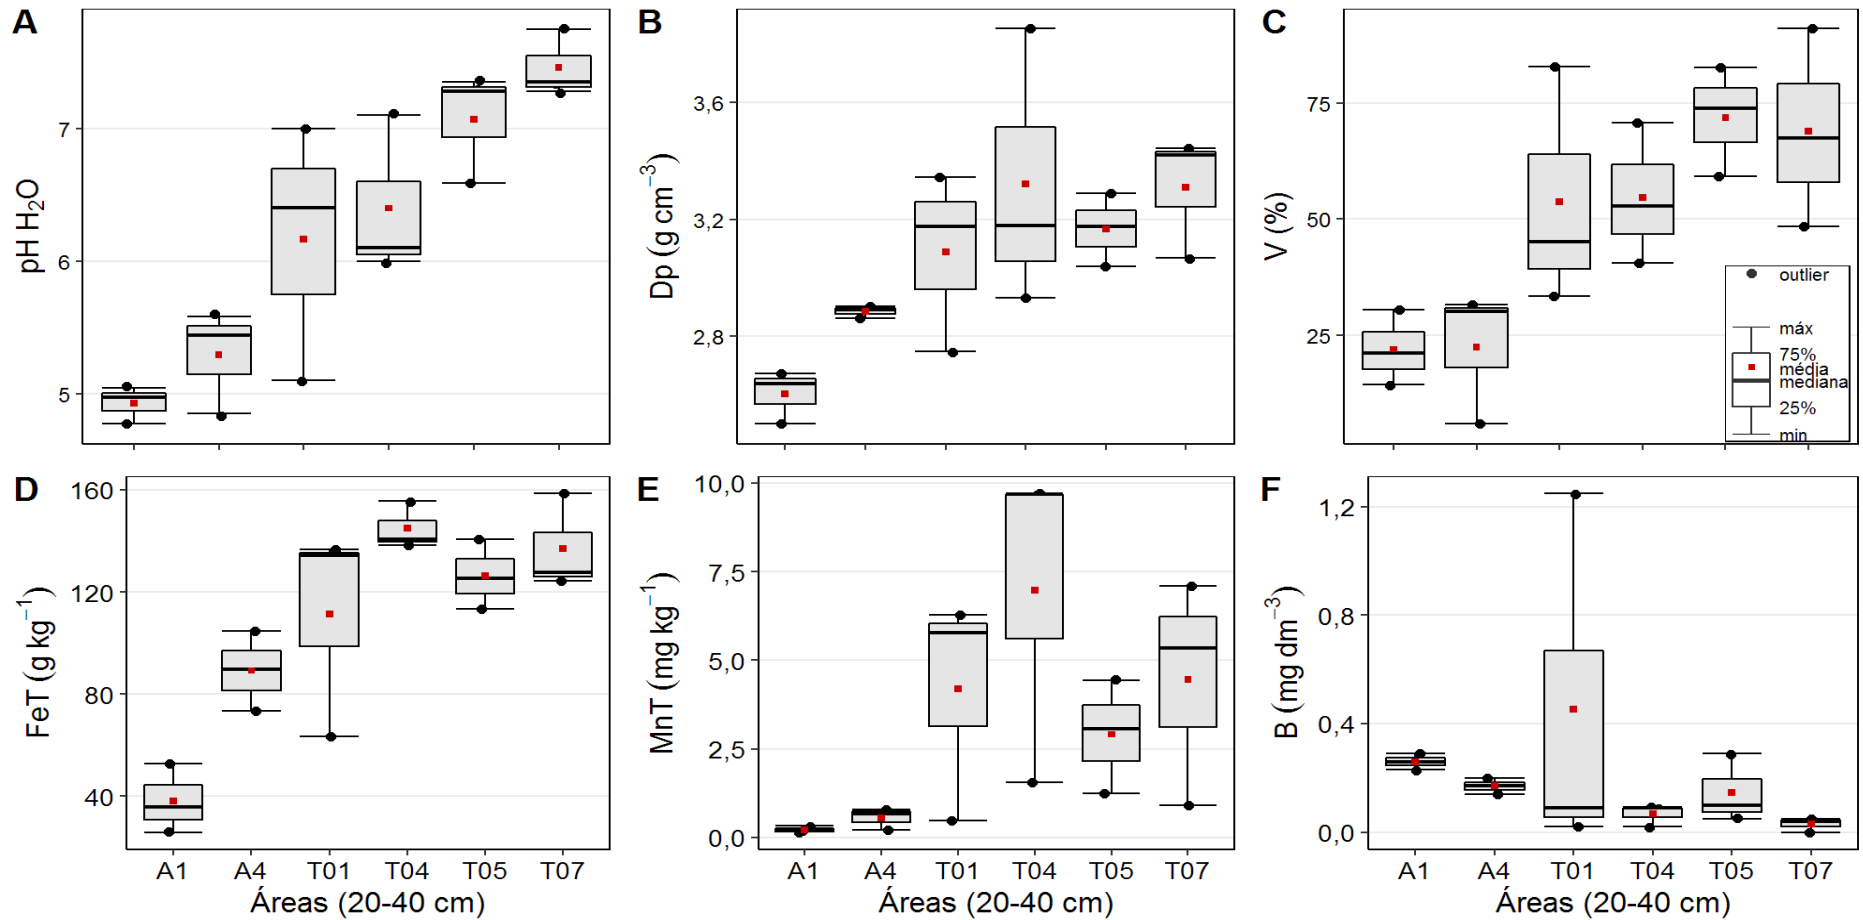 A
pH H₂O
7
6
5
B
Dp (g cm⁻³)
3,6
3,2
2,8
C
V (%)
75
50
25
outlier
máx
75%
média
mediana
25%
min
D
FeT (g kg⁻¹)
160
120
80
40
A1 A4 T01 T04 T05 T07
Áreas (20-40 cm)
E
MnT (mg kg⁻¹)
10,0
7,5
5,0
2,5
0,0
A1 A4 T01 T04 T05 T07
Áreas (20-40 cm)
F
B (mg dm⁻³)
1,2
0,8
0,4
0,0
A1 A4 T01 T04 T05 T07
Áreas (20-40 cm)